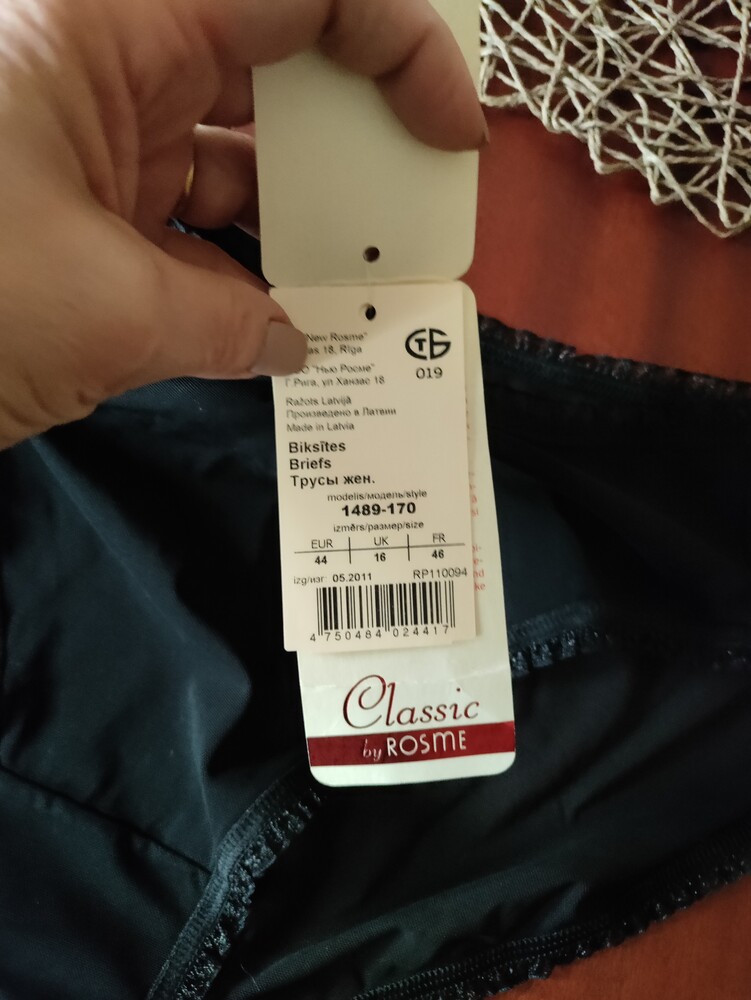 New Rosme"
as 18, Rīga
"Нью Росме"
Г.Рига, ул Ханзас 18
СТБ
019
Ražots Latvijā
Произведено в Латвии
Made in Latvia
Biksītes
Briefs
Трусы жен.
modelis/модель/style
1489-170
izmērs/размер/size
EUR UK FR
44 16 46
izg/изг: 05.2011 RP110094
4 750484 024417
Classic
by ROSME